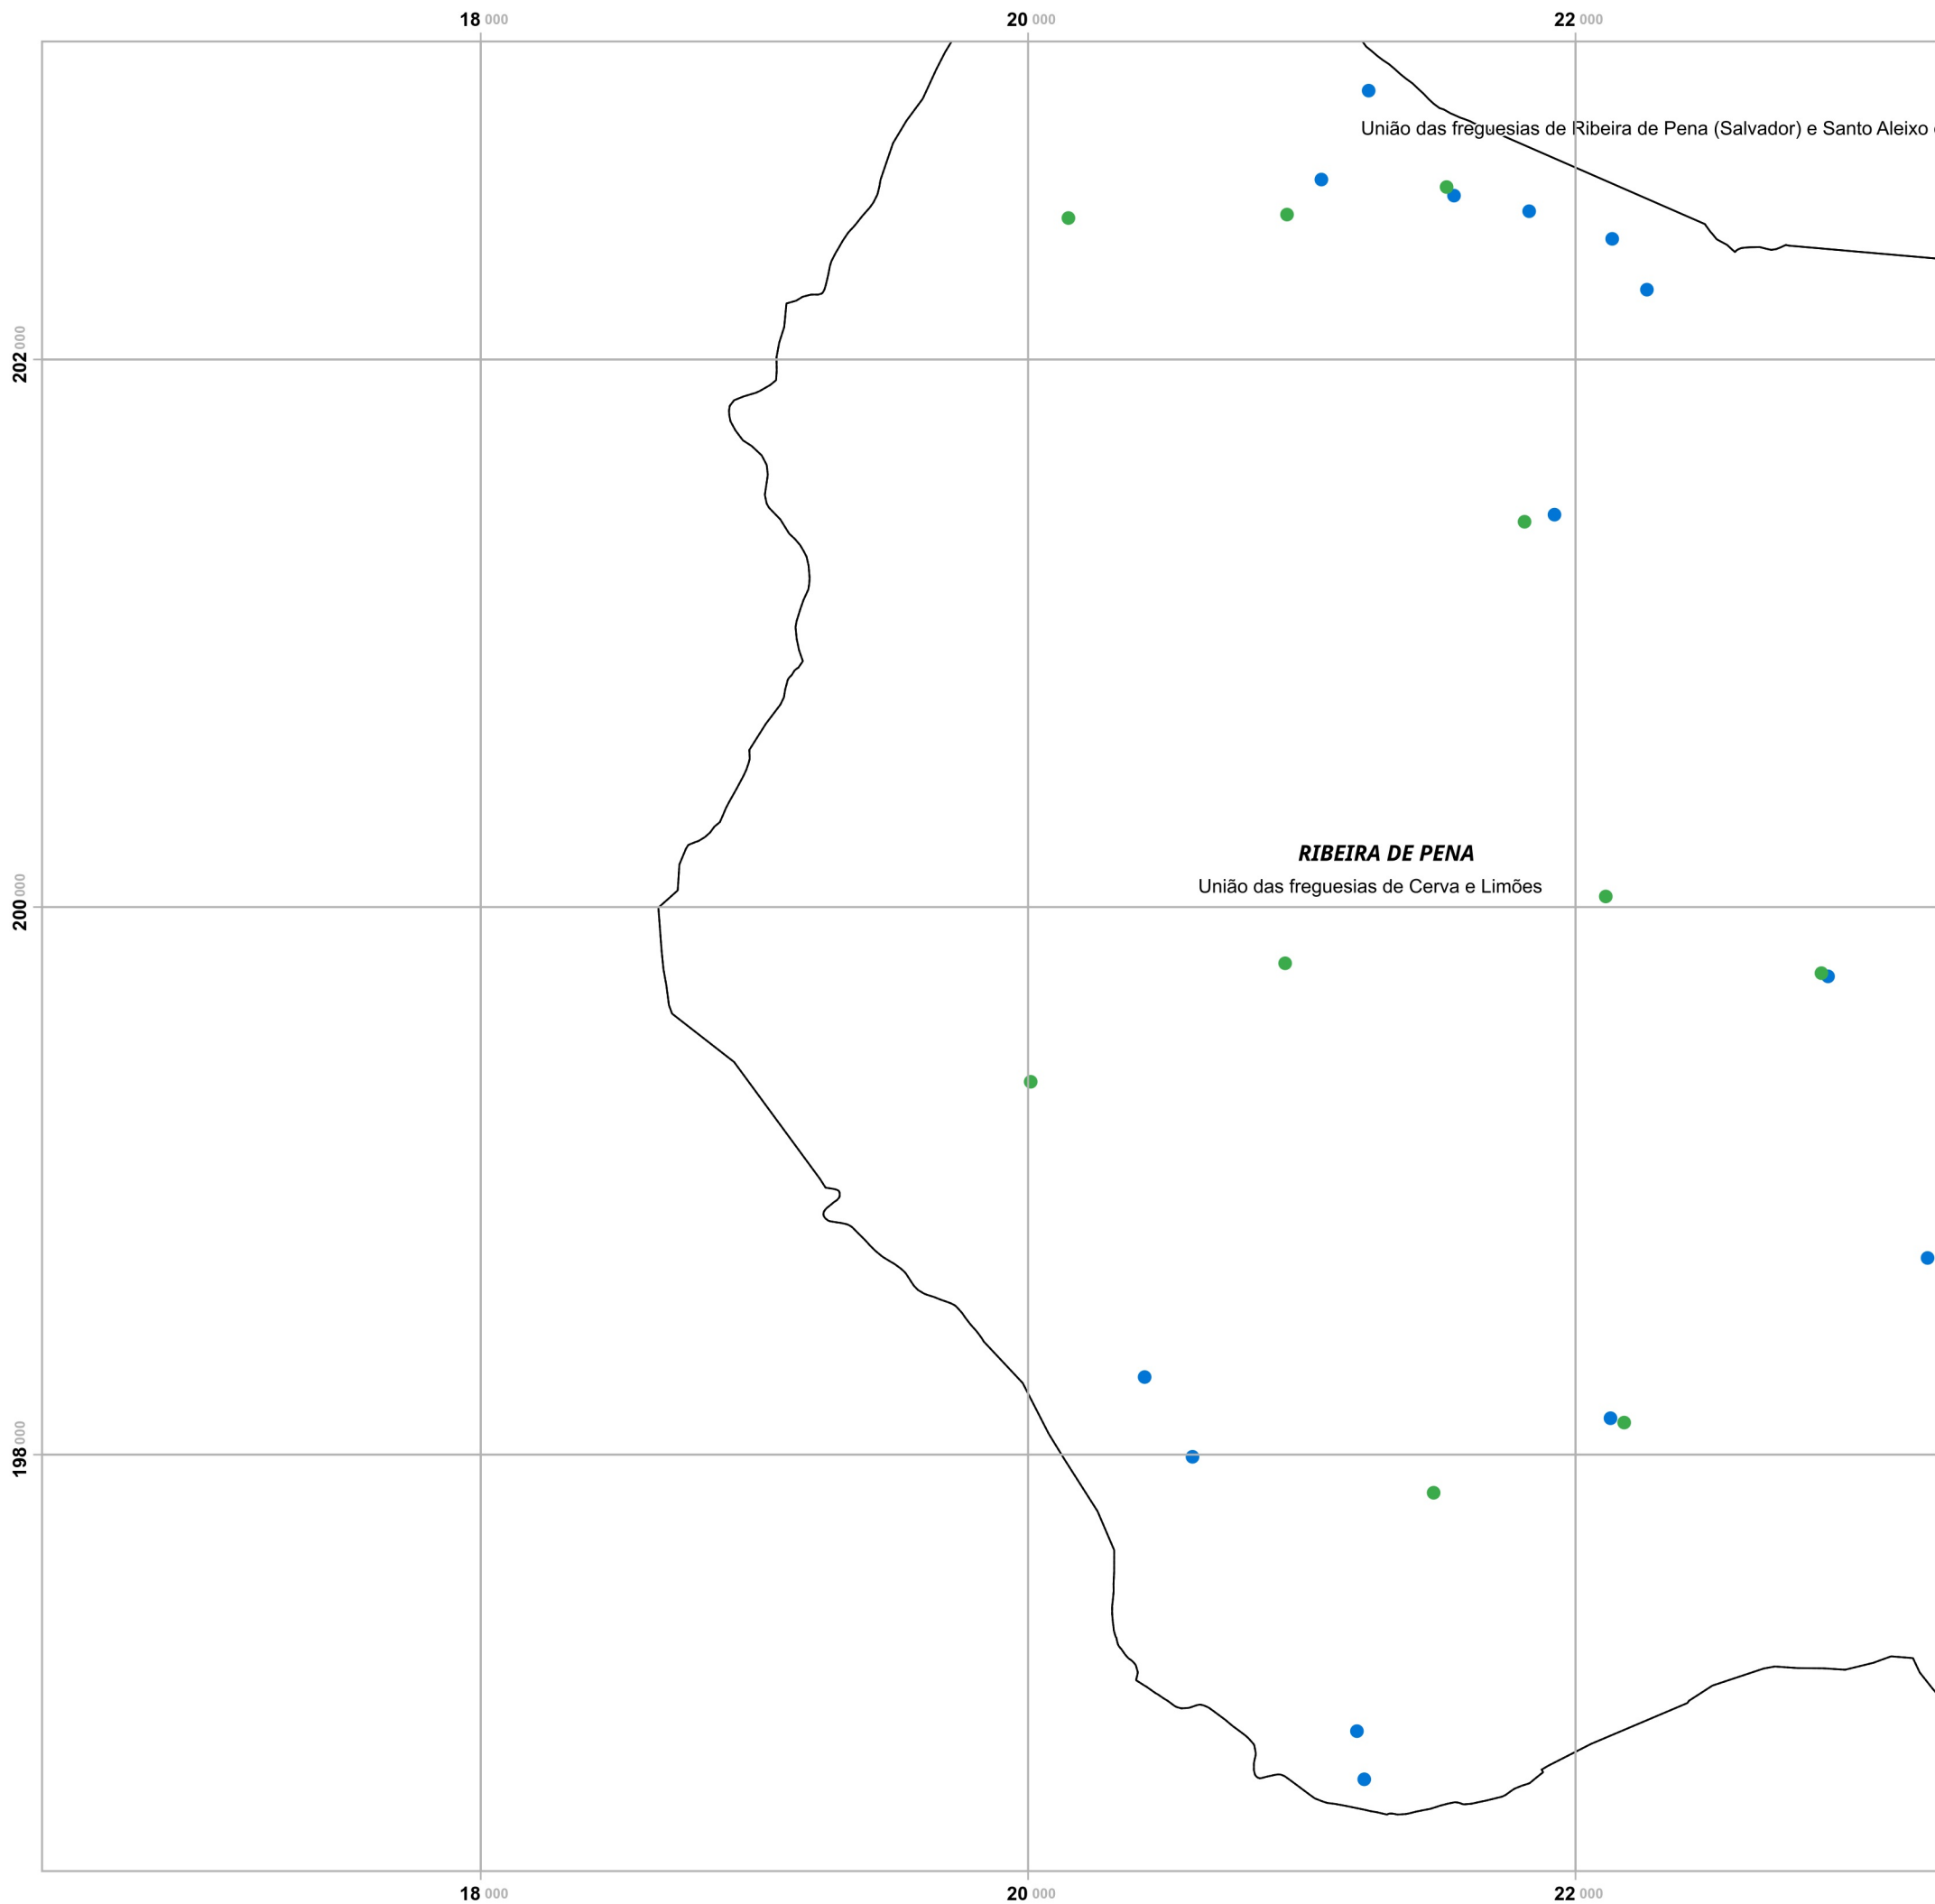 18 000 20 000 22 000
União das freguesias de Ribeira de Pena (Salvador) e Santo Aleixo
202 000
RIBEIRA DE PENA
União das freguesias de Cerva e Limões
200 000
198 000
18 000 20 000 22 000